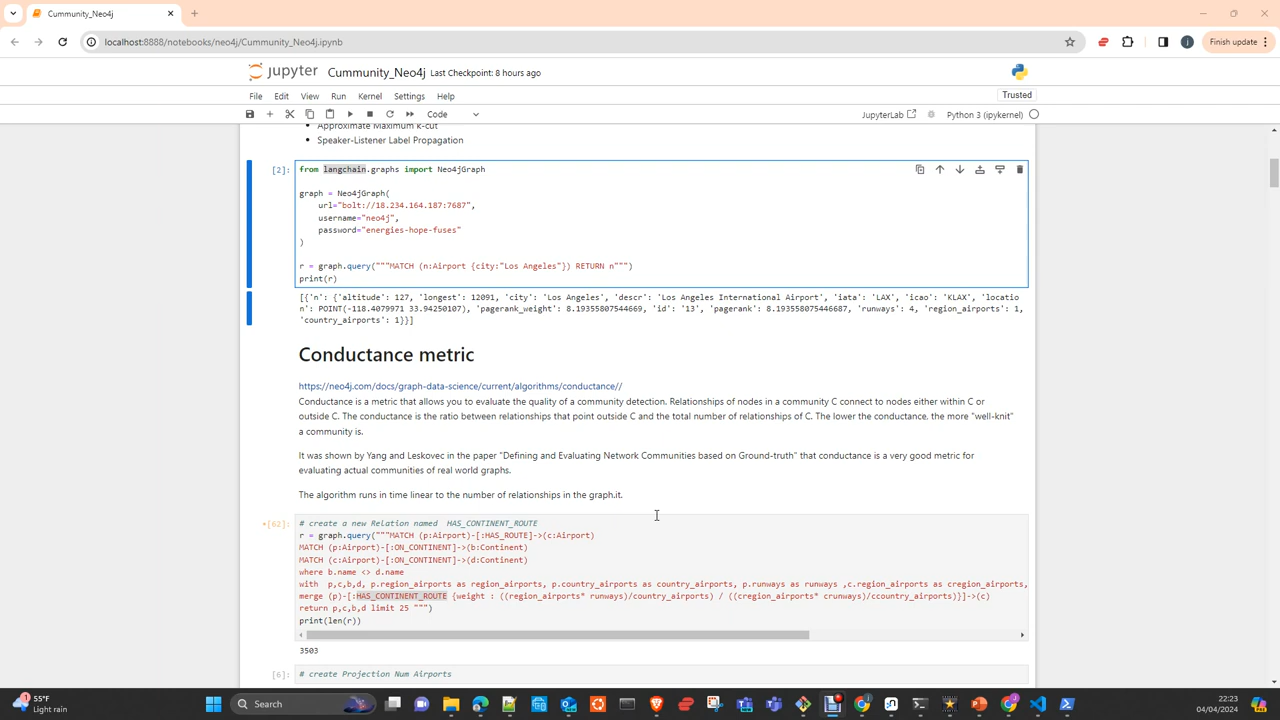 Cummunity_Neo4j
localhost:8888/notebooks/neo4j/Cummunity_Neo4j.ipynb
j
Finish update
jupyter Cummunity_Neo4j Last Checkpoint: 8 hours ago
File Edit View Run Kernel Settings Help
Trusted
Code
JupyterLab
Python 3 (ipykernel)
Approximate Maximum k-cut
Speaker-Listener Label Propagation
[2]: from langchain.graphs import Neo4jGraph
graph = Neo4jGraph(
url="bolt://18.234.164.187:7687",
username="neo4j",
password="energies-hope-fuses"
)
r = graph.query("""MATCH (n:Airport {city:"Los Angeles"}) RETURN n""")
print(r)
[{'n': {'altitude': 127, 'longest': 12091, 'city': 'Los Angeles', 'descr': 'Los Angeles International Airport', 'iata': 'LAX', 'icao': 'KLAX', 'locatio
n': POINT(-118.4079971 33.94250107), 'pagerank_weight': 8.19355807544669, 'id': '13', 'pagerank': 8.193558075446687, 'runways': 4, 'region_airports': 1,
'country_airports': 1}}]
Conductance metric
https://neo4j.com/docs/graph-data-science/current/algorithms/conductance//
Conductance is a metric that allows you to evaluate the quality of a community detection. Relationships of nodes in a community C connect to nodes either within C or
outside C. The conductance is the ratio between relationships that point outside C and the total number of relationships of C. The lower the conductance, the more "well-knit"
a community is.
It was shown by Yang and Leskovec in the paper "Defining and Evaluating Network Communities based on Ground-truth" that conductance is a very good metric for
evaluating actual communities of real world graphs.
The algorithm runs in time linear to the number of relationships in the graph.it.
•[62]: # create a new Relation named HAS_CONTINENT_ROUTE
r = graph.query("""MATCH (p:Airport)-[:HAS_ROUTE]->(c:Airport)
MATCH (p:Airport)-[:ON_CONTINENT]->(b:Continent)
MATCH (c:Airport)-[:ON_CONTINENT]->(d:Continent)
where b.name <> d.name
with p,c,b,d, p.region_airports as region_airports, p.country_airports as country_airports, p.runways as runways ,c.region_airports as cregion_airports,
merge (p)-[:HAS_CONTINENT_ROUTE {weight : ((region_airports* runways)/country_airports) / ((cregion_airports* crunways)/ccountry_airports)}]->(c)
return p,c,b,d limit 25 """)
print(len(r))
3503
[6]: # create Projection Num Airports
1
55°F
Light rain
Search
22:23
04/04/2024